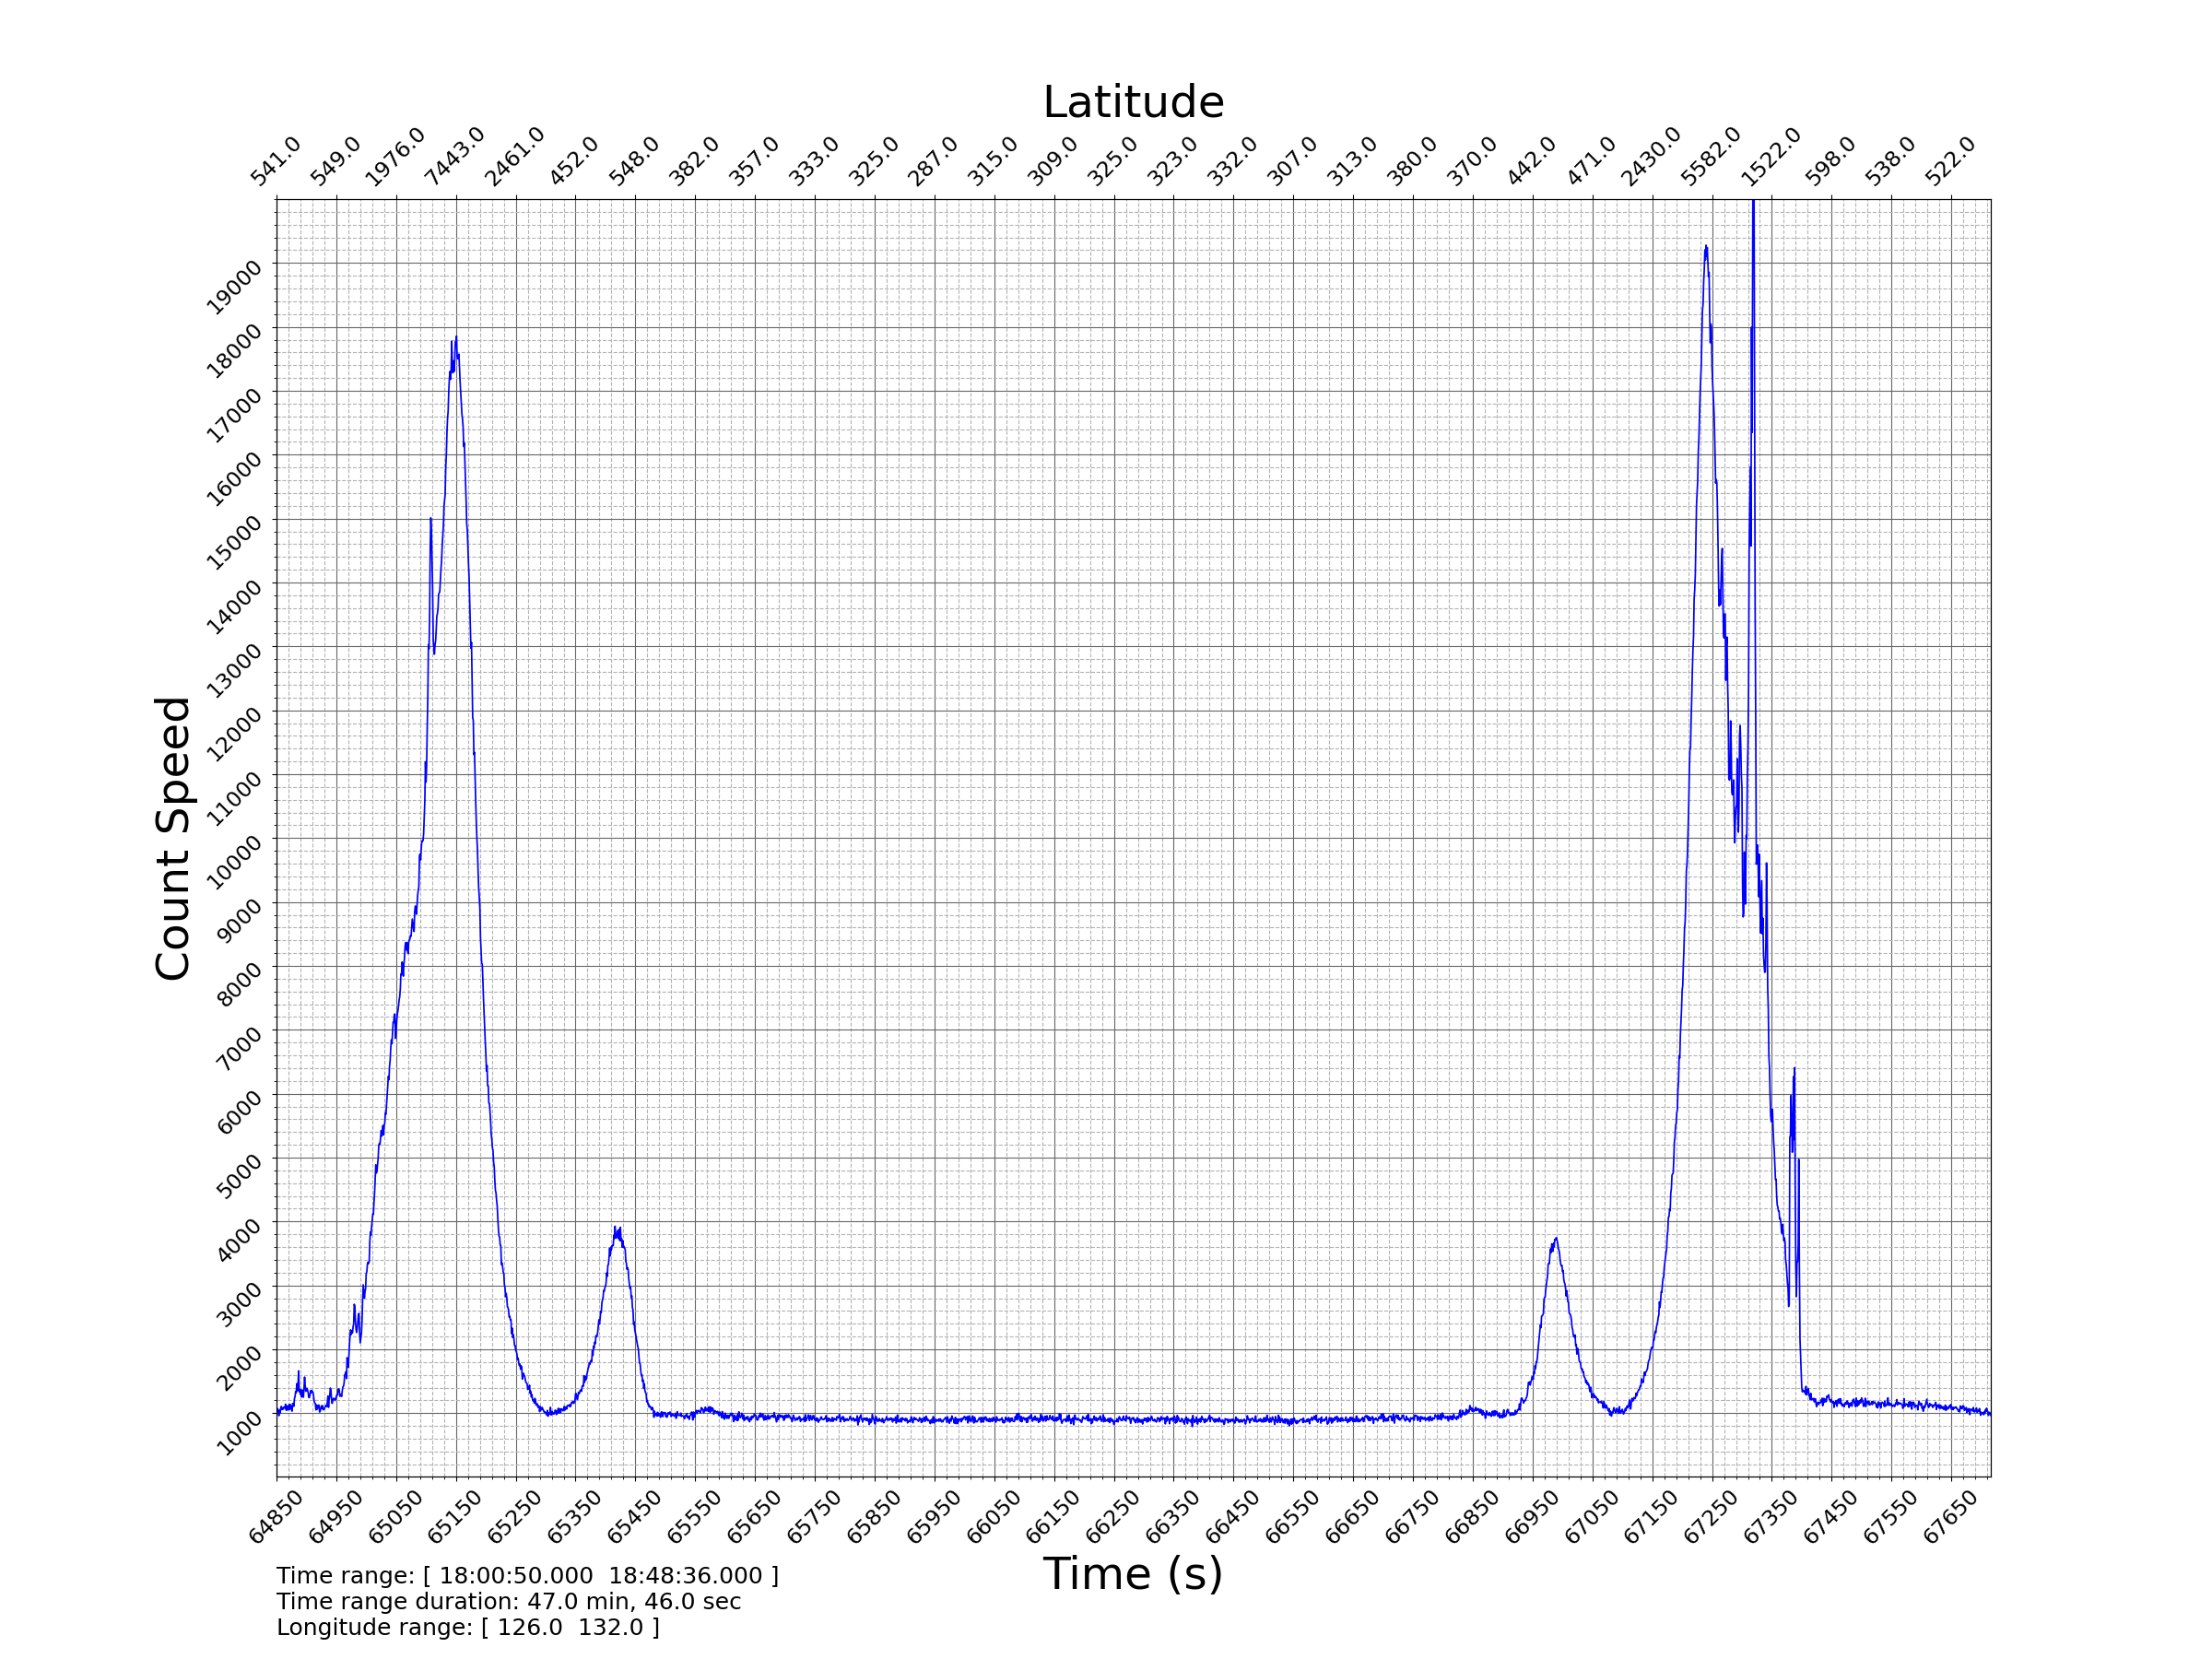 Latitude
541.0 549.0 1976.0 7443.0 2461.0 452.0 548.0 382.0 357.0 333.0 325.0 287.0 315.0 309.0 325.0 323.0 332.0 307.0 313.0 380.0 370.0 442.0 471.0 2430.0 5582.0 1522.0 598.0 538.0 522.0
19000
18000
17000
16000
15000
14000
13000
12000
11000
10000
9000
8000
7000
6000
5000
4000
3000
2000
1000
Count Speed
64850 64950 65050 65150 65250 65350 65450 65550 65650 65750 65850 65950 66050 66150 66250 66350 66450 66550 66650 66750 66850 66950 67050 67150 67250 67350 67450 67550 67650
Time (s)
Time range: [ 18:00:50.000  18:48:36.000 ]
Time range duration: 47.0 min, 46.0 sec
Longitude range: [ 126.0  132.0 ]